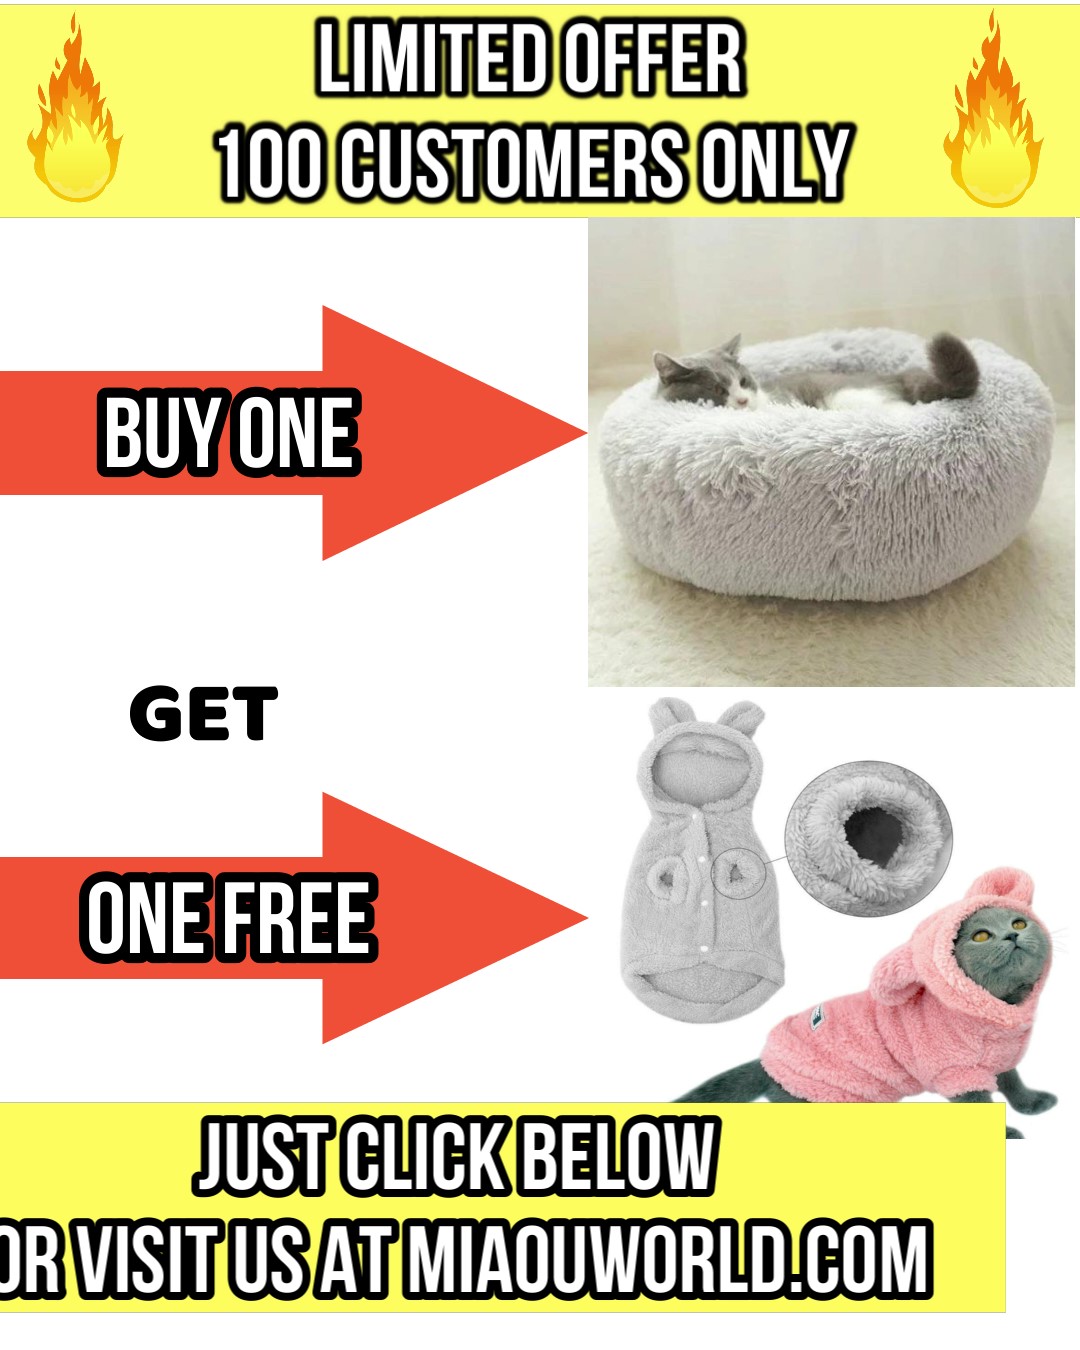 LIMITED OFFER
100 CUSTOMERS ONLY
BUY ONE
GET
ONE FREE
JUST CLICK BELOW
OR VISIT US AT MIAOUWORLD.COM